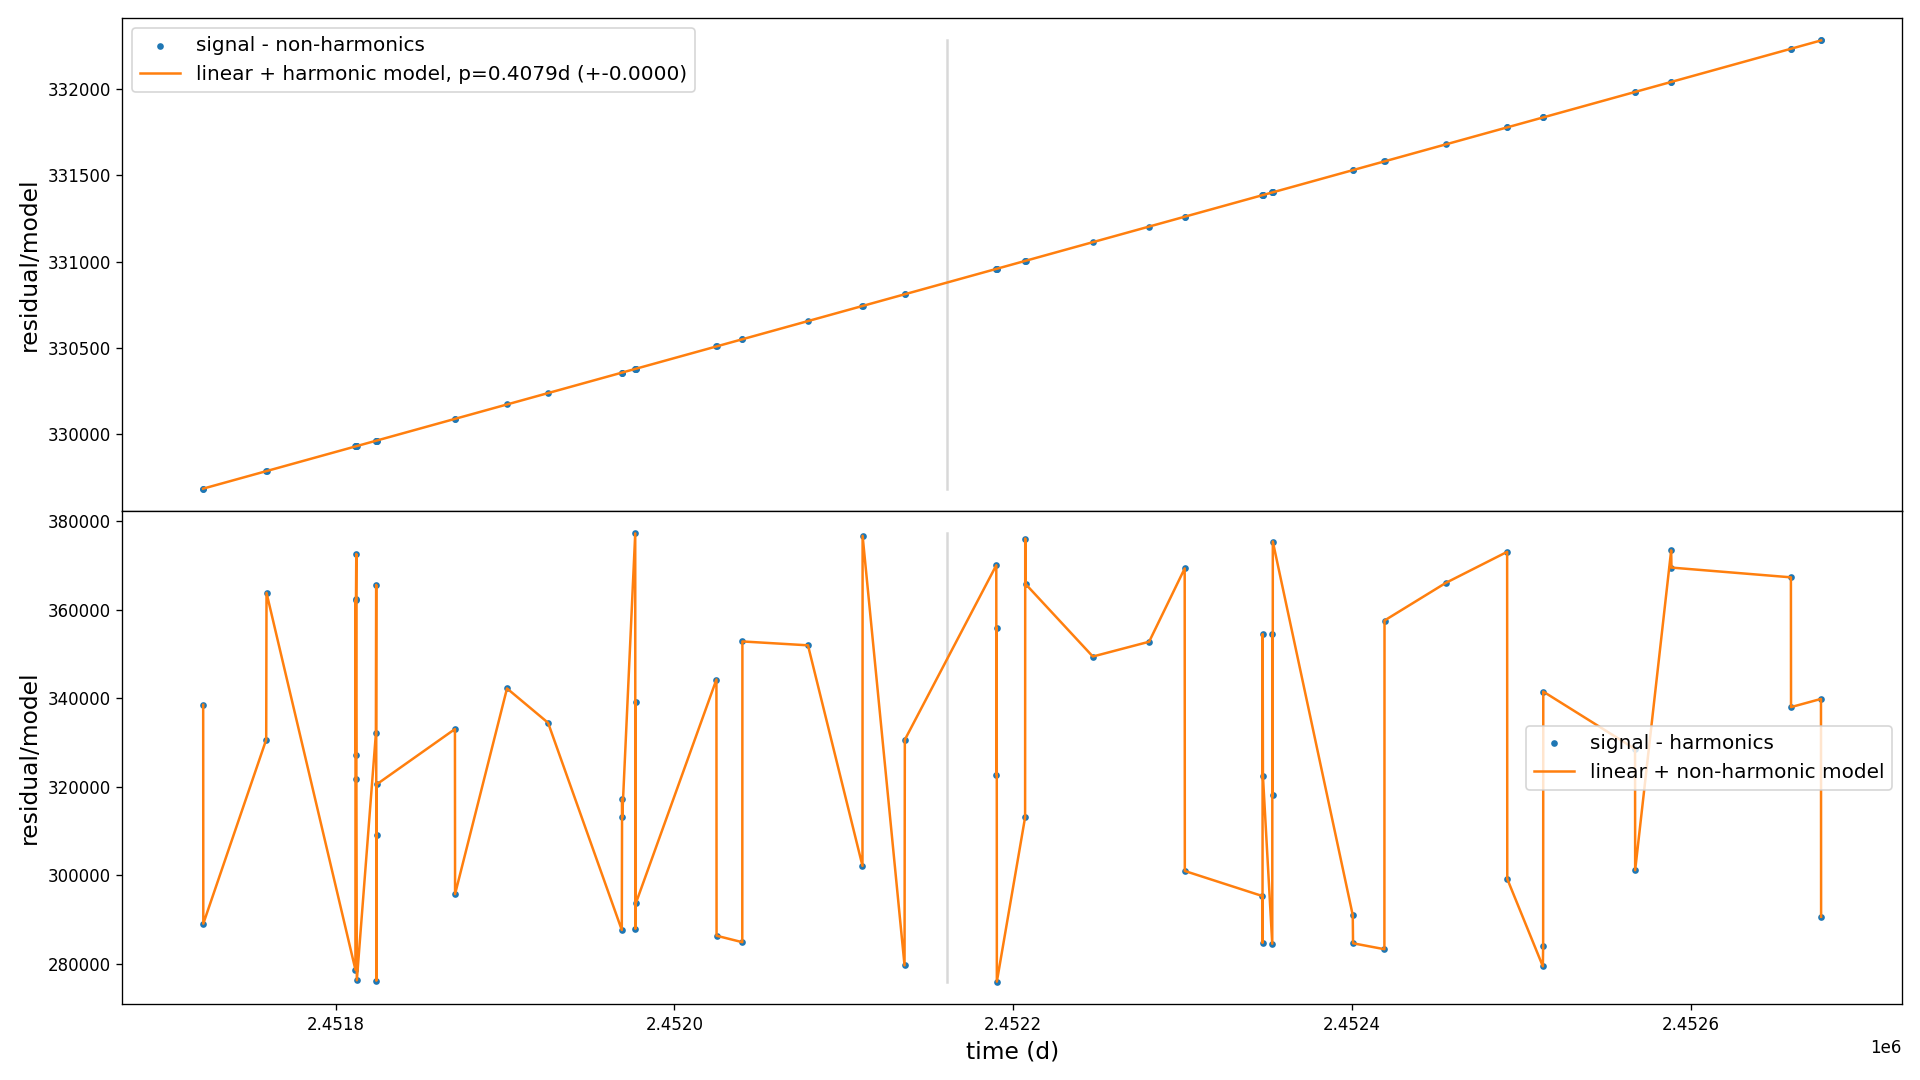 signal - non-harmonics
linear + harmonic model, p=0.4079d (+-0.0000)
residual/model
332000
331500
331000
330500
330000
residual/model
380000
360000
340000
320000
300000
280000
signal - harmonics
linear + non-harmonic model
2.4518
2.4520
2.4522
2.4524
2.4526
time (d)
1e6